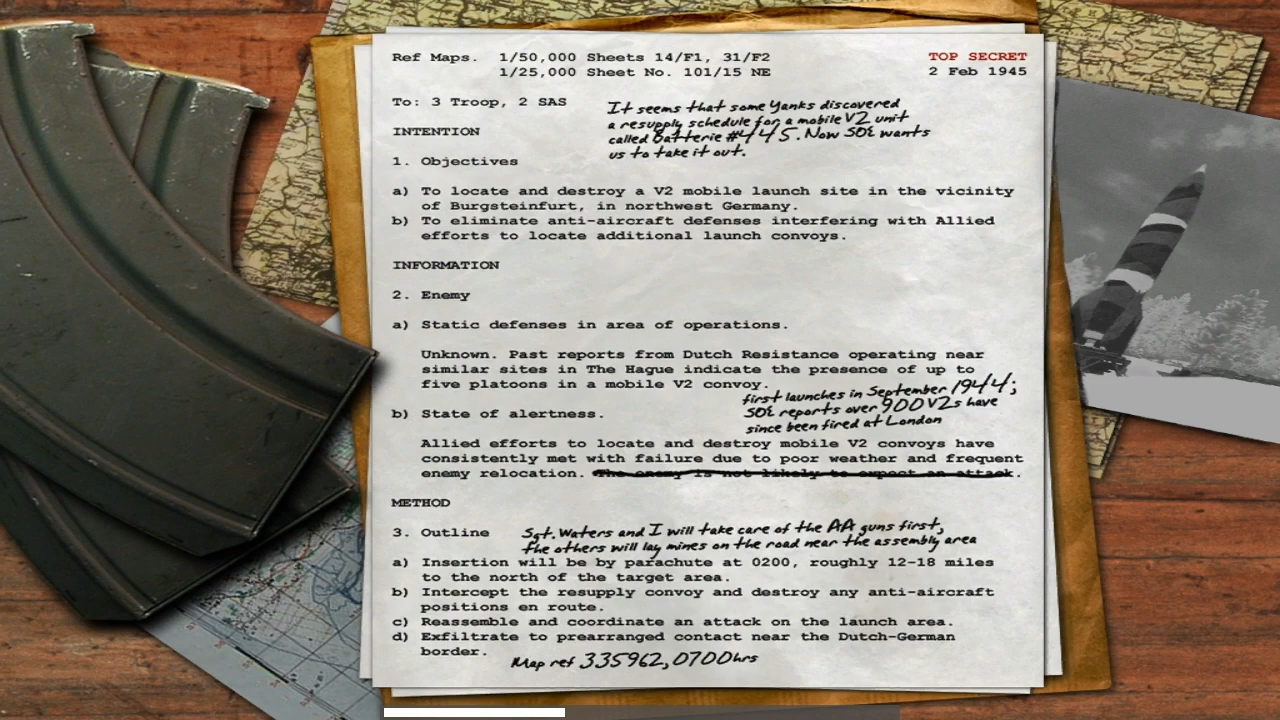 Ref Maps. 1/50,000 Sheets 14/F1, 31/F2
TOP SECRET
1/25,000 Sheet No. 101/15 NE
2 Feb 1945
To: 3 Troop, 2 SAS
It seems that some Yanks discovered
a resupply schedule for a mobile V2 unit
called Batterie #445. Now SOE wants
us to take it out.
INTENTION
1. Objectives
a) To locate and destroy a V2 mobile launch site in the vicinity
of Burgsteinfurt, in northwest Germany.
b) To eliminate anti-aircraft defenses interfering with Allied
efforts to locate additional launch convoys.
INFORMATION
2. Enemy
a) Static defenses in area of operations.
Unknown. Past reports from Dutch Resistance operating near
similar sites in The Hague indicate the presence of up to
five platoons in a mobile V2 convoy.
first launches in September 1944;
SOE reports over 900 V2s have
since been fired at London
b) State of alertness.
Allied efforts to locate and destroy mobile V2 convoys have
consistently met with failure due to poor weather and frequent
enemy relocation. The enemy is not likely to expect an attack.
METHOD
3. Outline
Sgt. Waters and I will take care of the AA guns first,
the others will lay mines on the road near the assembly area
a) Insertion will be by parachute at 0200, roughly 12-18 miles
to the north of the target area.
b) Intercept the resupply convoy and destroy any anti-aircraft
positions en route.
c) Reassemble and coordinate an attack on the launch area.
d) Exfiltrate to prearranged contact near the Dutch-German
border.
Map ref 335962, 0700hrs